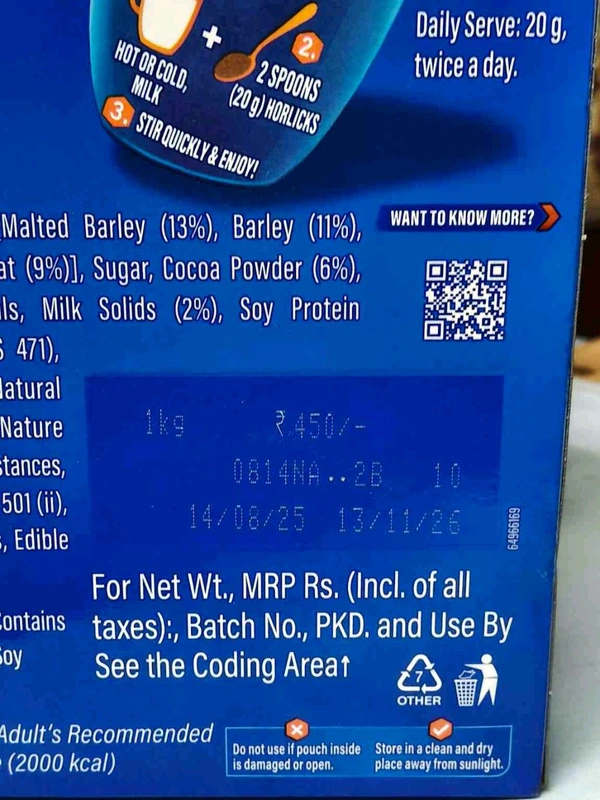 Daily Serve: 20 g,
twice a day.
+
2.
HOT OR COLD,
MILK
2 SPOONS
(20 g) HORLICKS
3. STIR QUICKLY & ENJOY!
WANT TO KNOW MORE?
Malted Barley (13%), Barley (11%),
at (9%)], Sugar, Cocoa Powder (6%),
ls, Milk Solids (2%), Soy Protein
471),
Natural
Nature
stances,
501 (ii),
, Edible
Contains
Soy
1kg ₹450/-
0814NA..2B 10
14/08/25 13/11/26
64966169
For Net Wt., MRP Rs. (Incl. of all
taxes):, Batch No., PKD. and Use By
See the Coding Area↑
7
OTHER
Adult's Recommended
(2000 kcal)
Do not use if pouch inside
is damaged or open.
Store in a clean and dry
place away from sunlight.